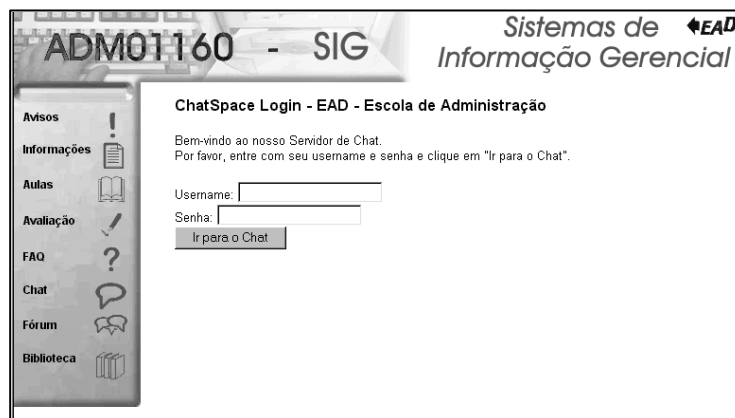 ADM01160 - SIG
Sistemas de
Informação Gerencial
EAD
Avisos
Informações
Aulas
Avaliação
FAQ
Chat
Fórum
Biblioteca
ChatSpace Login - EAD - Escola de Administração
Bem-vindo ao nosso Servidor de Chat.
Por favor, entre com seu username e senha e clique em "Ir para o Chat".
Username:
Senha:
Ir para o Chat